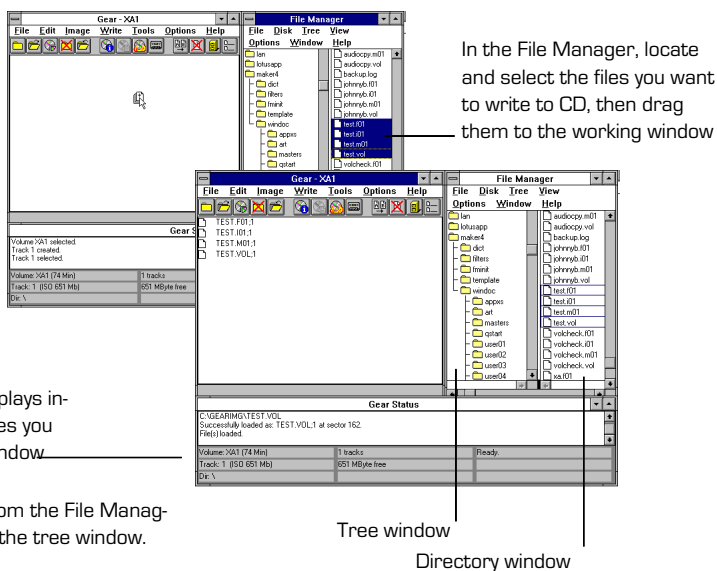 Gear - XA1
File Edit Image Write Tools Options Help
File Manager
File Disk Tree View
Options Window Help
lan
lotusapp
maker4
dict
filters
fminit
template
windoc
appxs
art
masters
qstart
audiocpy.m01
audiocpy.vol
backup.log
johnnyb.f01
johnnyb.i01
johnnyb.m01
johnnyb.vol
test.f01
test.i01
test.m01
test.vol
volcheck.f01
In the File Manager, locate
and select the files you want
to write to CD, then drag
them to the working window
Gear S
Volume XA1 selected.
Track 1 created.
Track 1 selected.
Volume: XA1 (74 Min) 1 tracks
Track: 1 (ISO 651 Mb) 651 MByte free
Dir: \
Gear - XA1
File Edit Image Write Tools Options Help
TEST.F01;1
TEST.I01;1
TEST.M01;1
TEST.VOL;1
File Manager
File Disk Tree View
Options Window Help
lan
lotusapp
maker4
dict
filters
fminit
template
windoc
appxs
art
masters
qstart
user01
user02
user03
user04
audiocpy.m01
audiocpy.vol
backup.log
johnnyb.f01
johnnyb.i01
johnnyb.m01
johnnyb.vol
test.f01
test.i01
test.m01
test.vol
volcheck.f01
volcheck.i01
volcheck.m01
volcheck.vol
xa.f01
Gear Status
C:\GEARIMG\TEST.VOL
Successfully loaded as: TEST.VOL;1 at sector 162.
File(s) loaded.
Volume: XA1 (74 Min) 1 tracks Ready.
Track: 1 (ISO 651 Mb) 651 MByte free
Dir: \
plays in-
es you
ndow
om the File Manag-
the tree window.
Tree window
Directory window